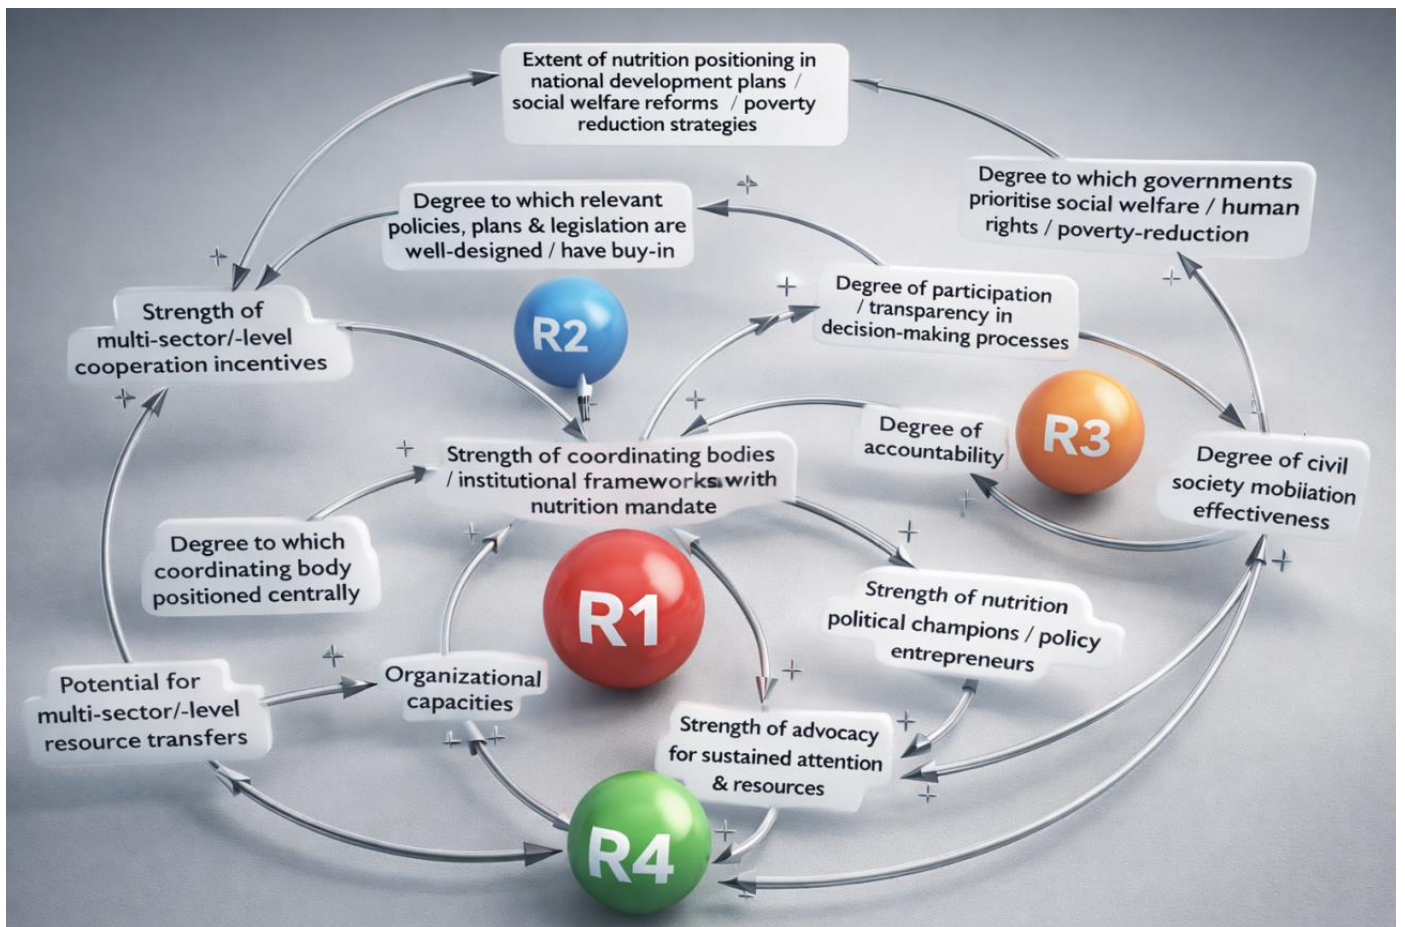 Extent of nutrition positioning in
national development plans /
social welfare reforms / poverty
reduction strategies
Degree to which governments
prioritise social welfare / human
rights / poverty-reduction
Degree to which relevant
policies, plans & legislation are
well-designed / have buy-in
Strength of
multi-sector/-level
cooperation incentives
R2
Degree of participation
/ transparency in
decision-making processes
R3
Degree of
accountability
Degree of civil
society mobiliation
effectiveness
Strength of coordinating bodies
/ institutional frameworks with
nutrition mandate
Degree to which
coordinating body
positioned centrally
R1
Strength of nutrition
political champions / policy
entrepreneurs
Potential for
multi-sector/-level
resource transfers
Organizational
capacities
Strength of advocacy
for sustained attention
& resources
R4